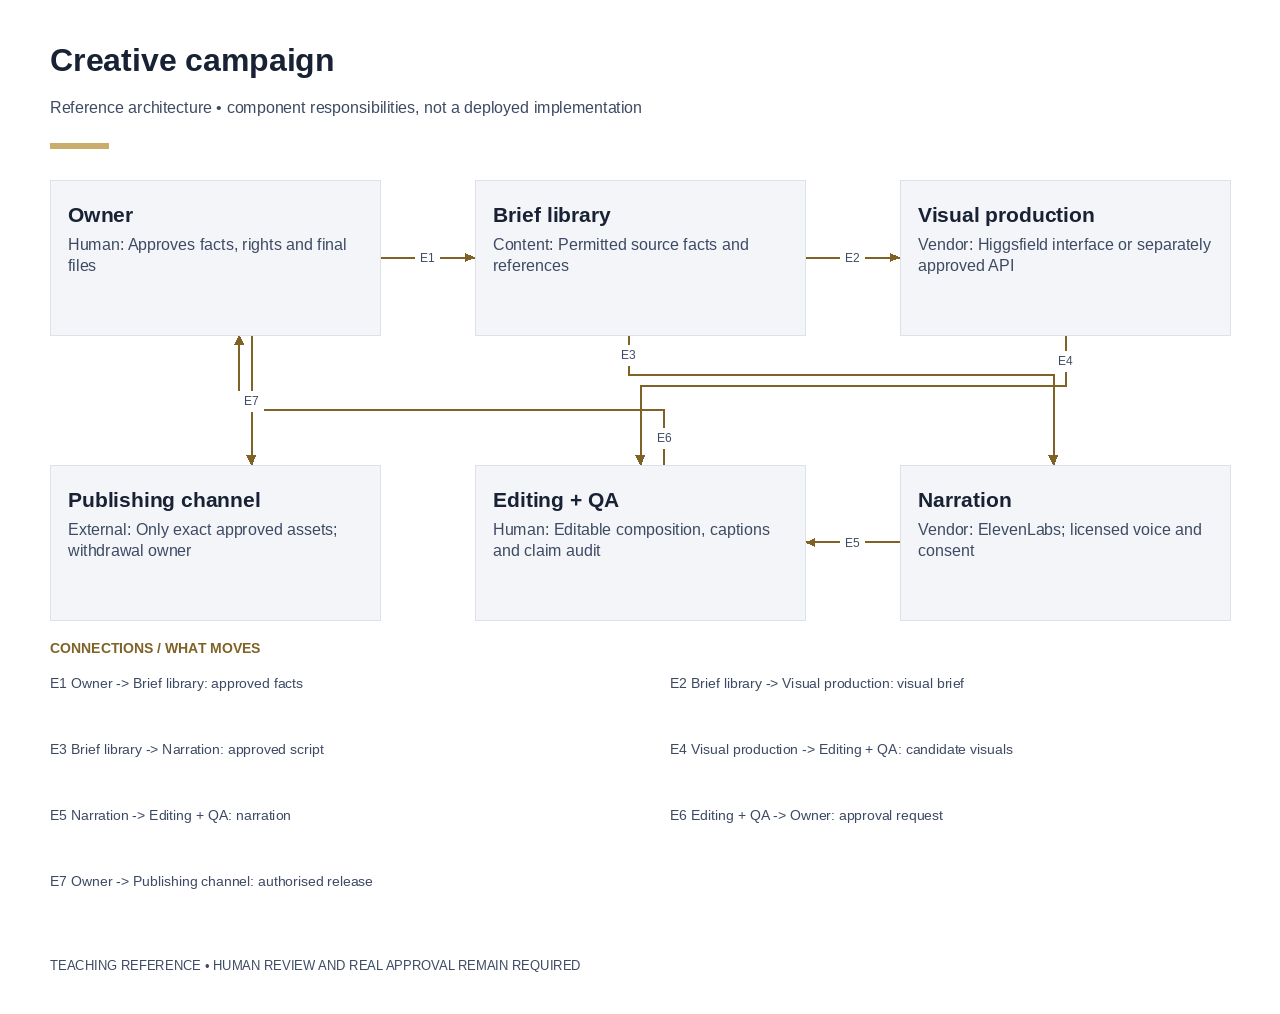 Creative campaign
Reference architecture • component responsibilities, not a deployed implementation
Owner
Human: Approves facts, rights and final
files
E1
Brief library
Content: Permitted source facts and
references
E2
Visual production
Vendor: Higgsfield interface or separately
approved API
E3
E4
E7
E6
Publishing channel
External: Only exact approved assets;
withdrawal owner
Editing + QA
Human: Editable composition, captions
and claim audit
E5
Narration
Vendor: ElevenLabs; licensed voice and
consent
CONNECTIONS / WHAT MOVES
E1 Owner -> Brief library: approved facts
E2 Brief library -> Visual production: visual brief
E3 Brief library -> Narration: approved script
E4 Visual production -> Editing + QA: candidate visuals
E5 Narration -> Editing + QA: narration
E6 Editing + QA -> Owner: approval request
E7 Owner -> Publishing channel: authorised release
TEACHING REFERENCE • HUMAN REVIEW AND REAL APPROVAL REMAIN REQUIRED